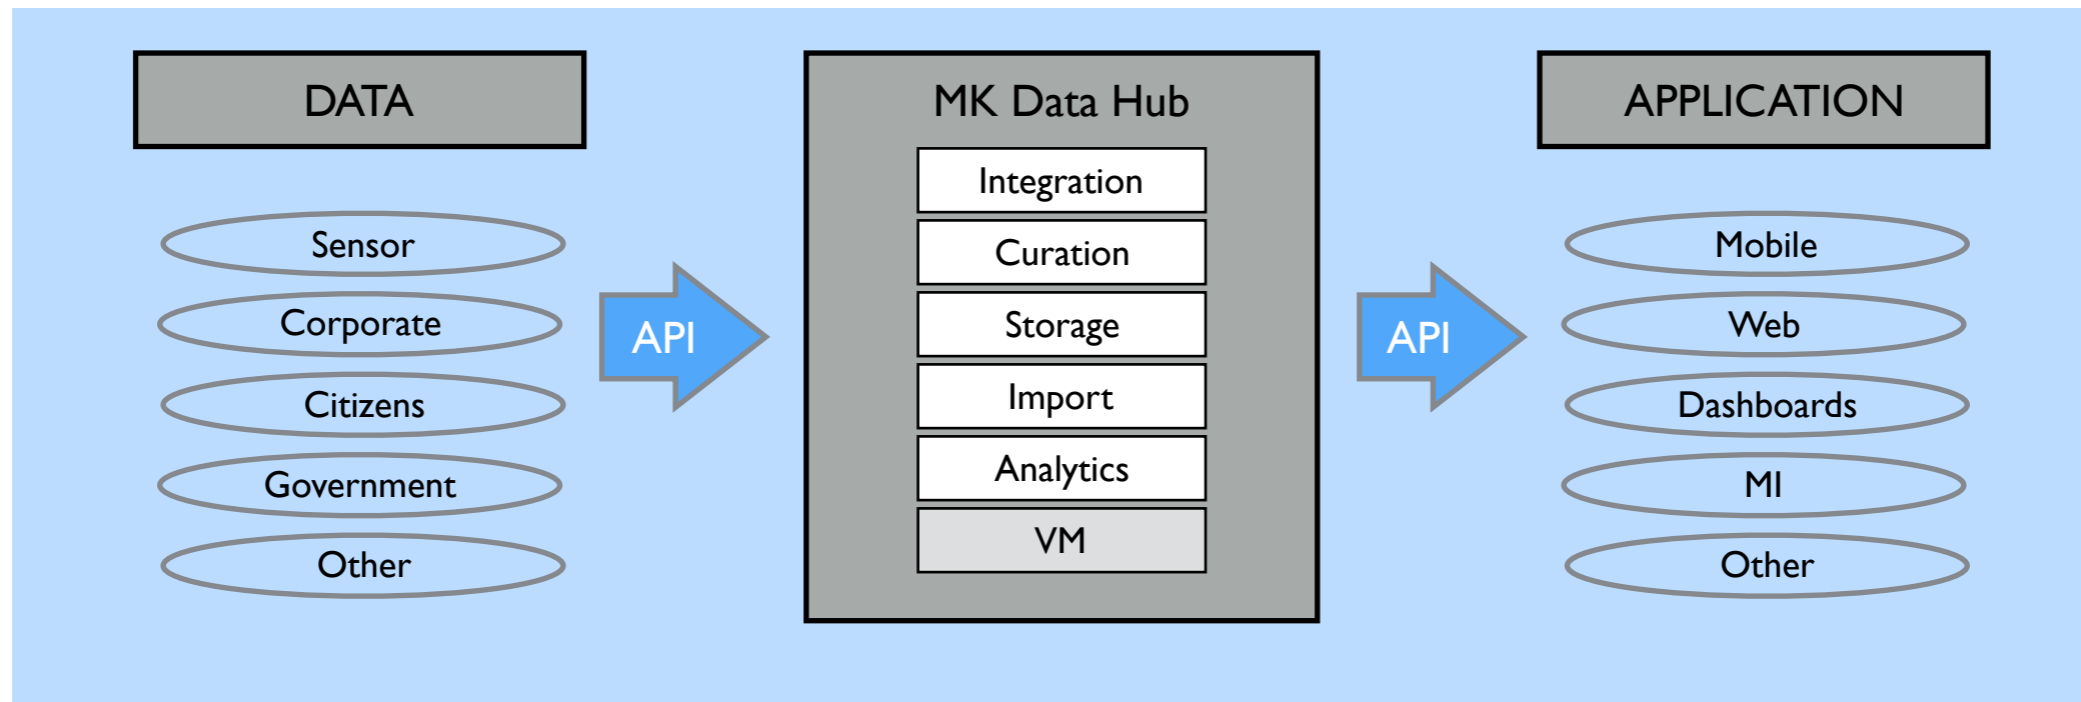 DATA
Sensor
Corporate
Citizens
Government
Other
API
MK Data Hub
Integration
Curation
Storage
Import
Analytics
VM
API
APPLICATION
Mobile
Web
Dashboards
MI
Other